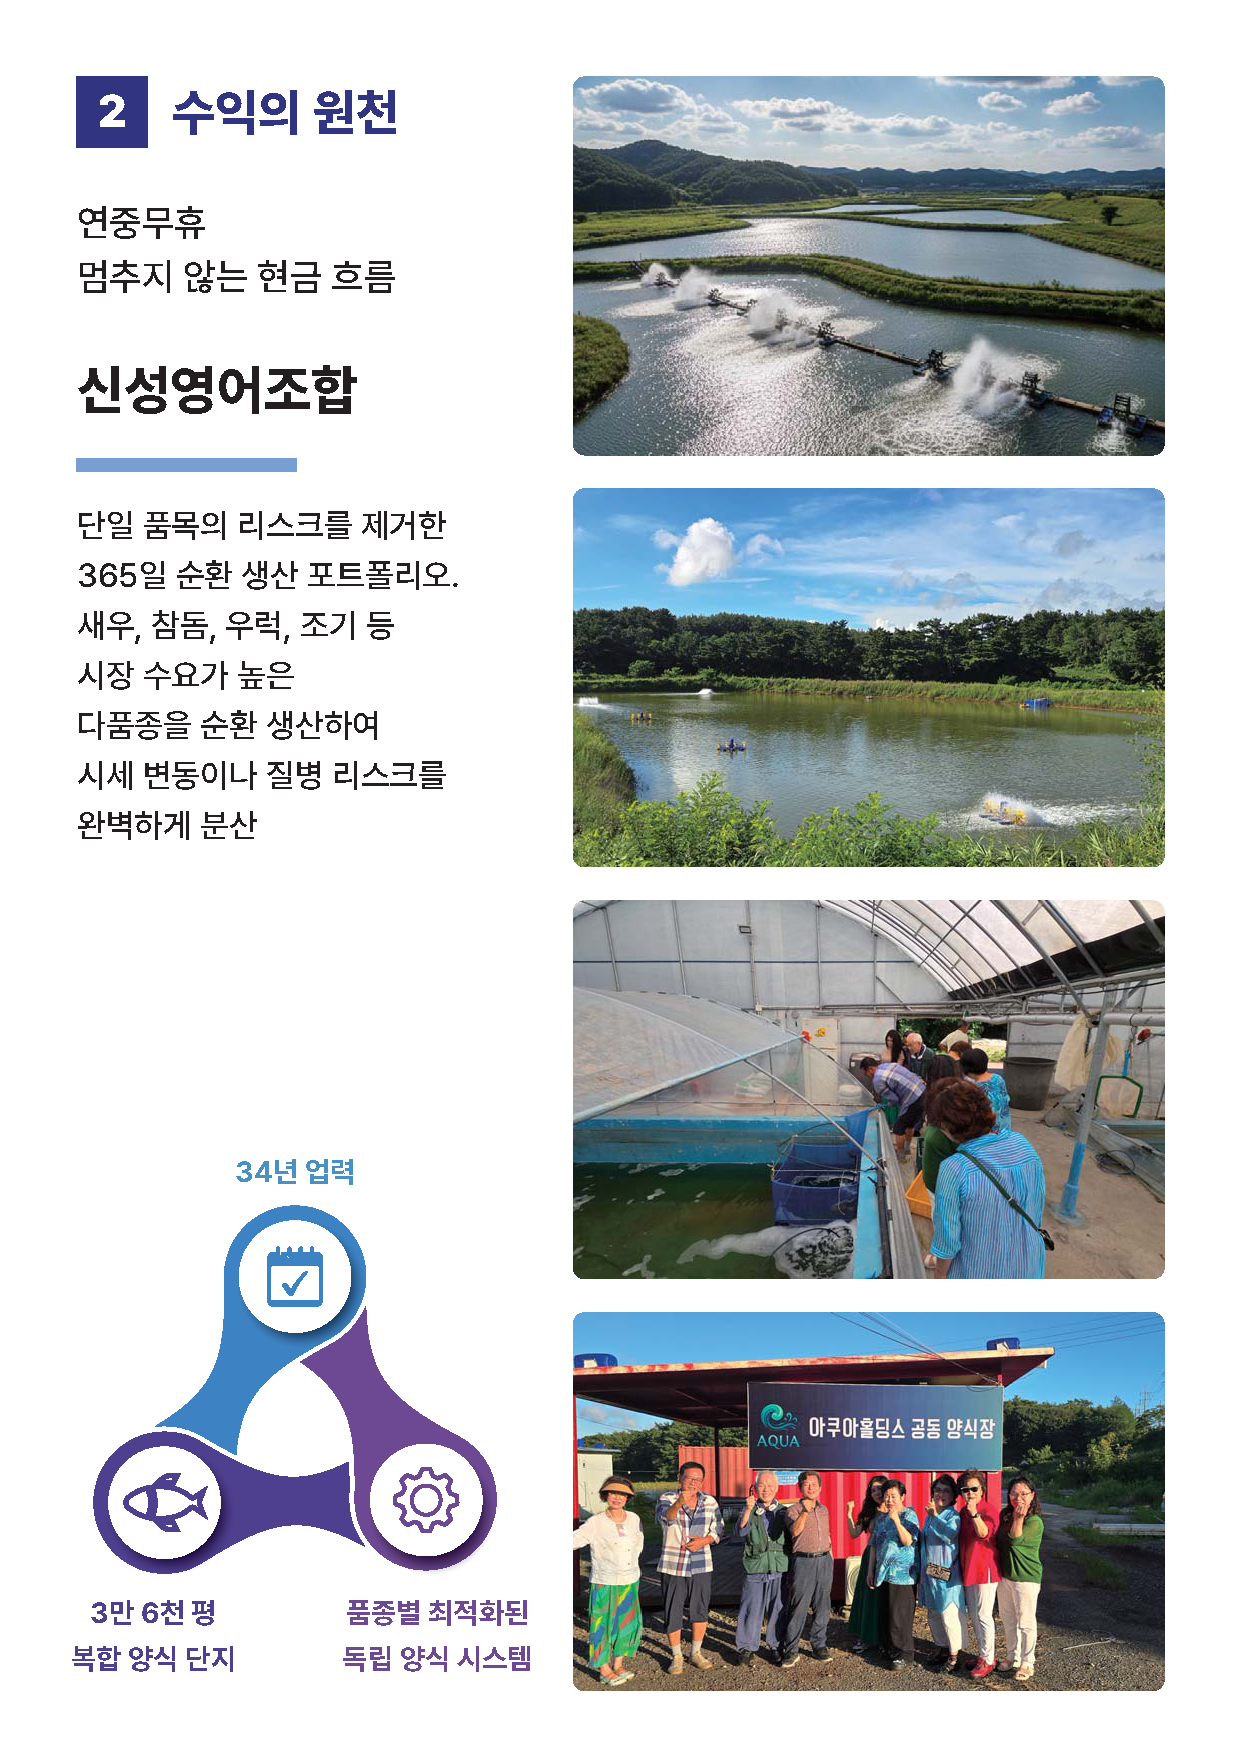 2 수익의 원천
연중무휴
멈추지 않는 현금 흐름
신성영어조합
단일 품목의 리스크를 제거한
365일 순환 생산 포트폴리오.
새우, 참돔, 우럭, 조기 등
시장 수요가 높은
다품종을 순환 생산하여
시세 변동이나 질병 리스크를
완벽하게 분산
34년 업력
3만 6천 평
복합 양식 단지
품종별 최적화된
독립 양식 시스템
AQUA
아쿠아홀딩스 공동 양식장